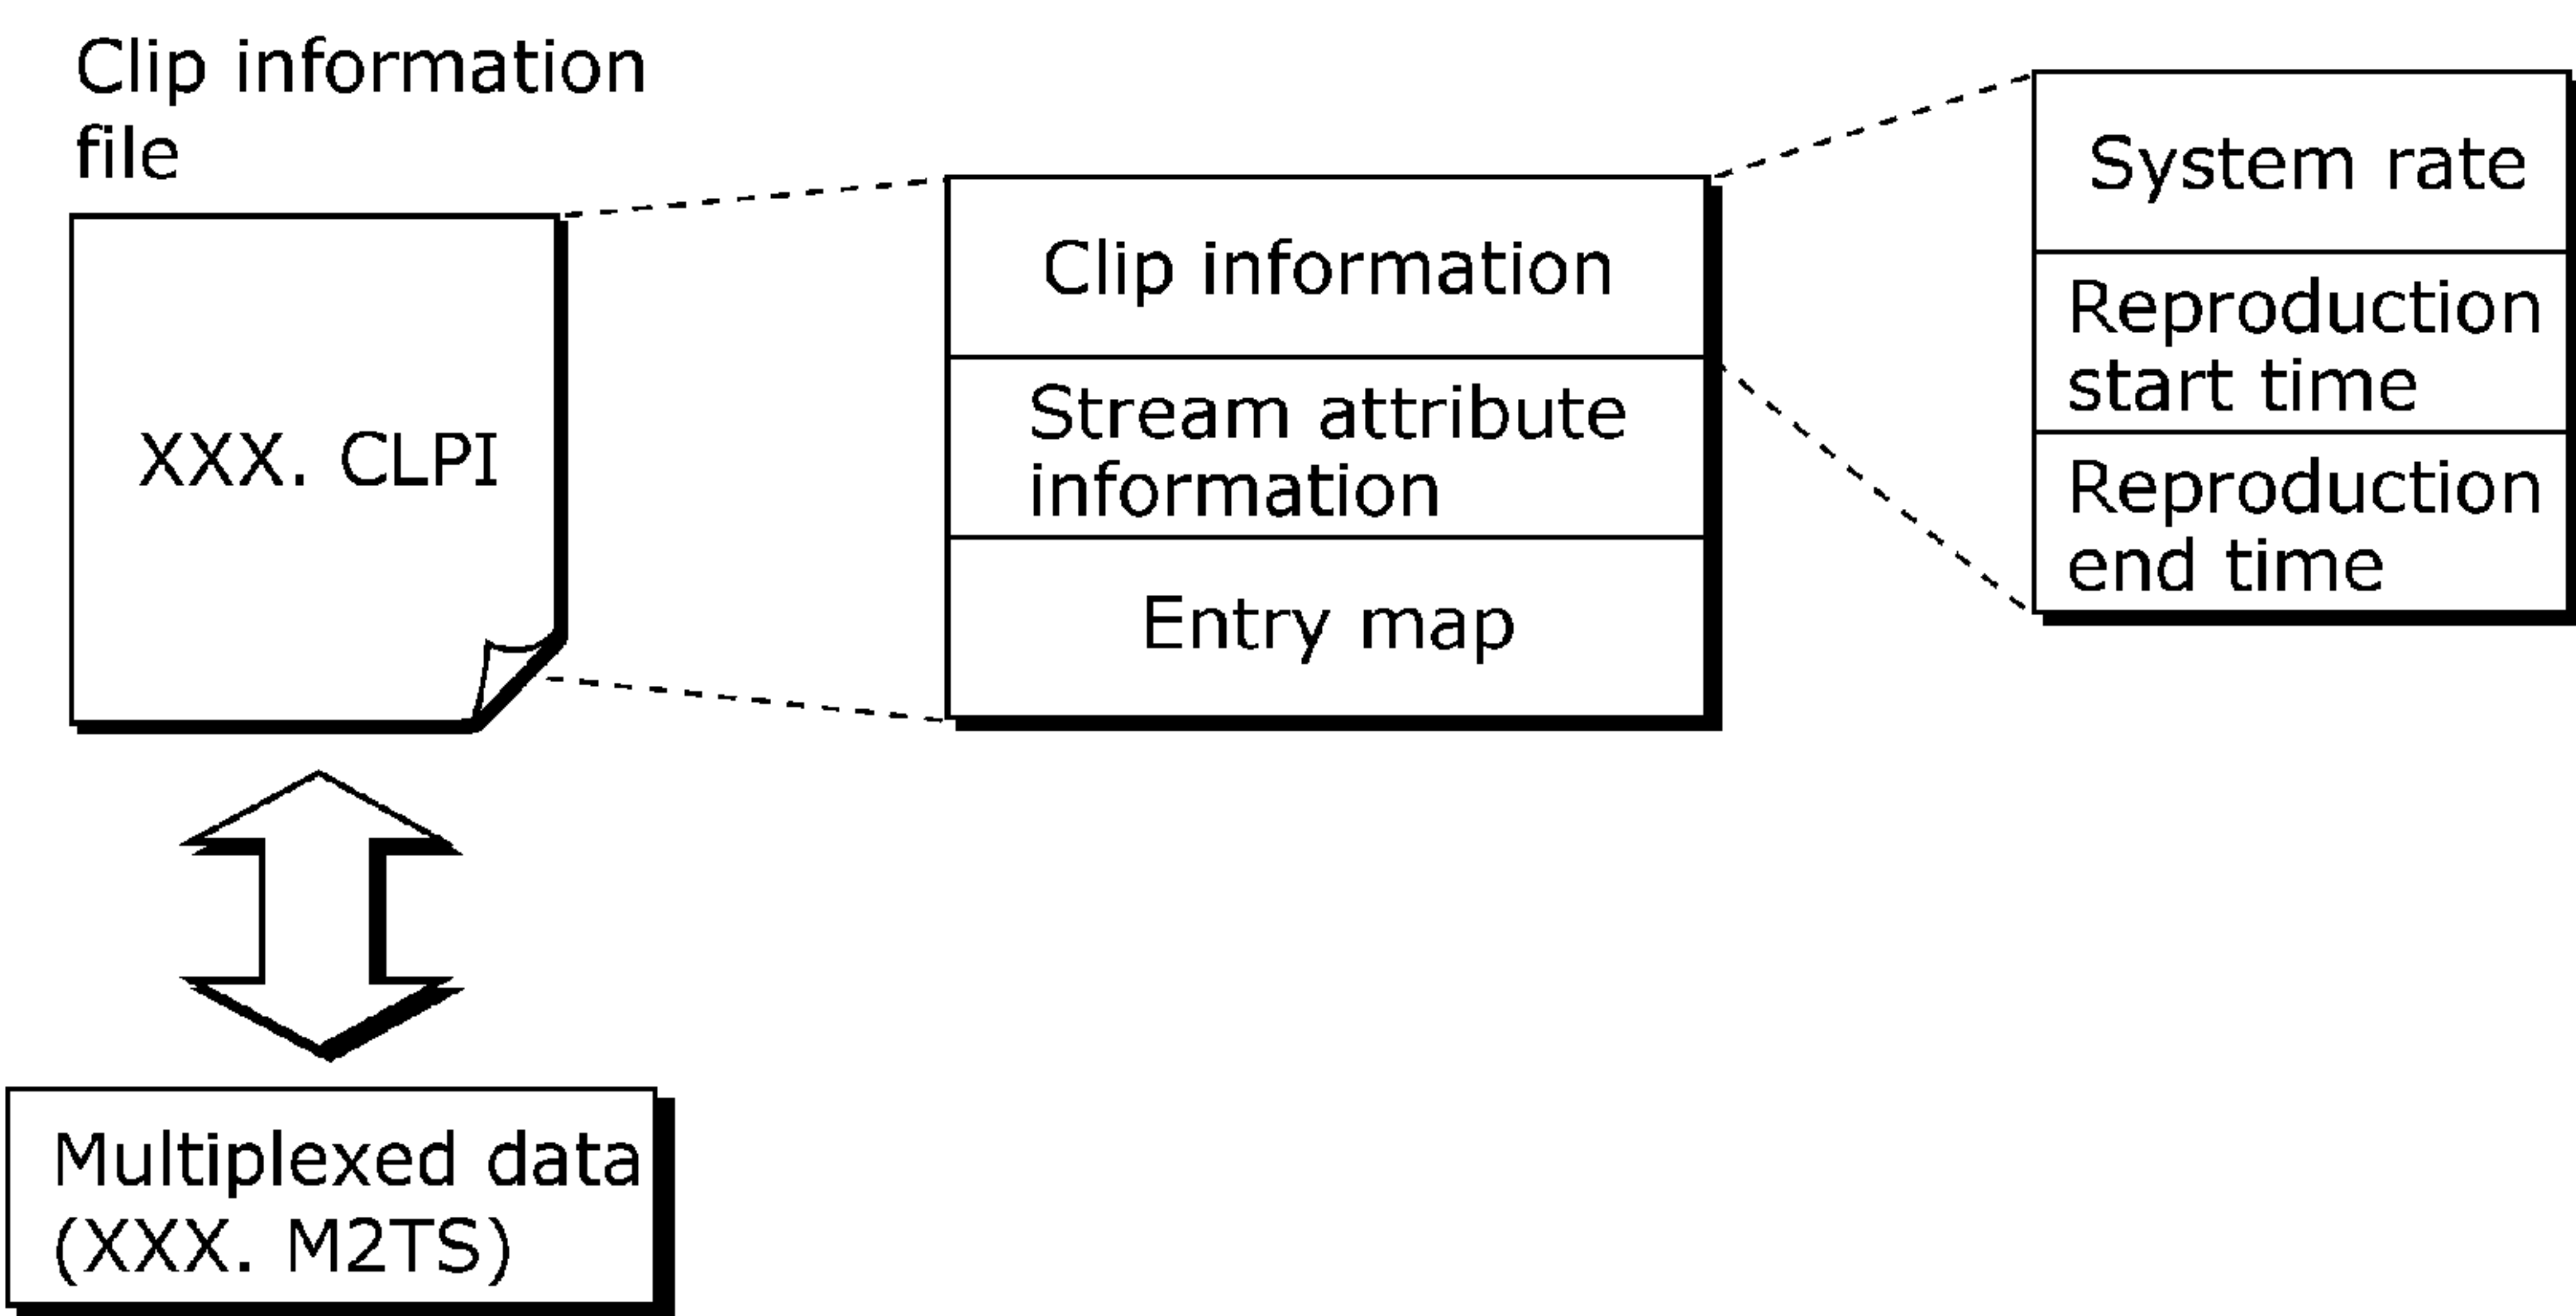 Clip information
file
XXX. CLPI
Clip information
Stream attribute
information
Entry map
System rate
Reproduction
start time
Reproduction
end time
Multiplexed data
(XXX. M2TS)